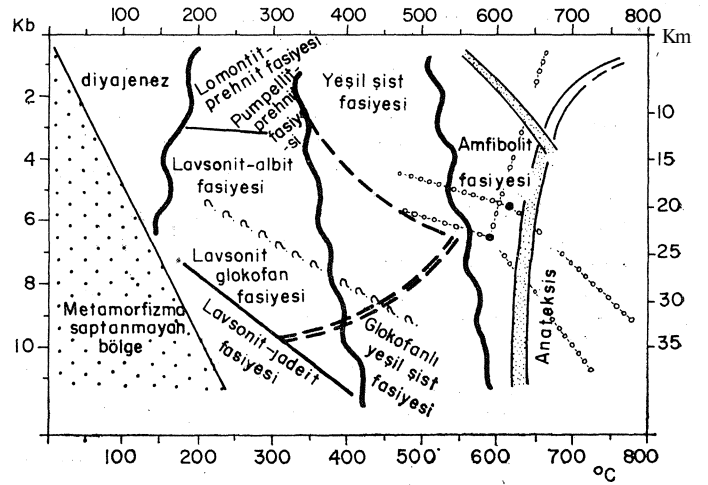 100 200 300 400 500 600 700 800
Kb
Km
diyajenez
Lomontit-
prehnit fasiyesi
Pumpellit-
prehnit
fasiye
-si
Yeşil şist
fasiyesi
2
10
Amfibolit
fasiyesi
4
15
Lavsonit-albit
fasiyesi
6
20
Lavsonit
glokofan
fasiyesi
25
8
30
Metamorfizma
saptanmayan
bölge
Lavsonit-jadeit
fasiyesi
Glokofanlı
yeşil şist
fasiyesi
Anateksis
10
35
100 200 300 400 500 600 700 800
°C